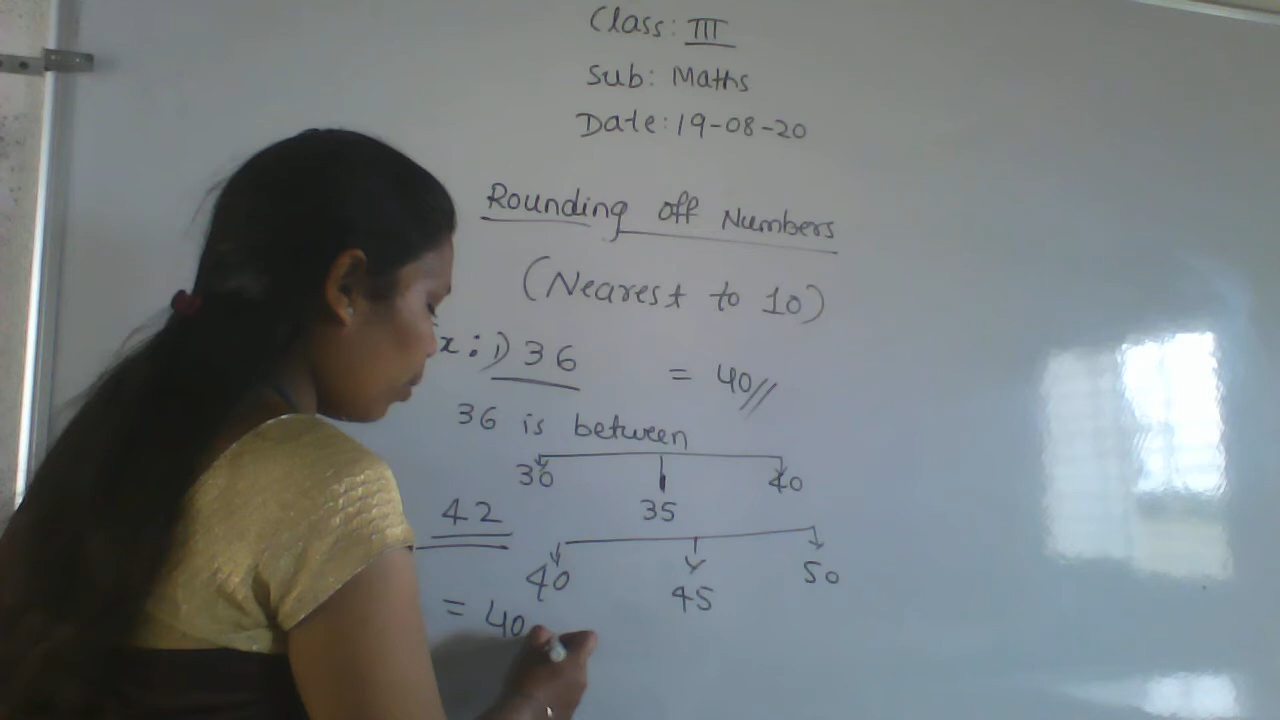 Class: III
Sub: Maths
Date: 19-08-20
Rounding off Numbers
(Nearest to 10)
x: 1) 36 = 40//
36 is between
30 35 40
42
40 45 50
= 40